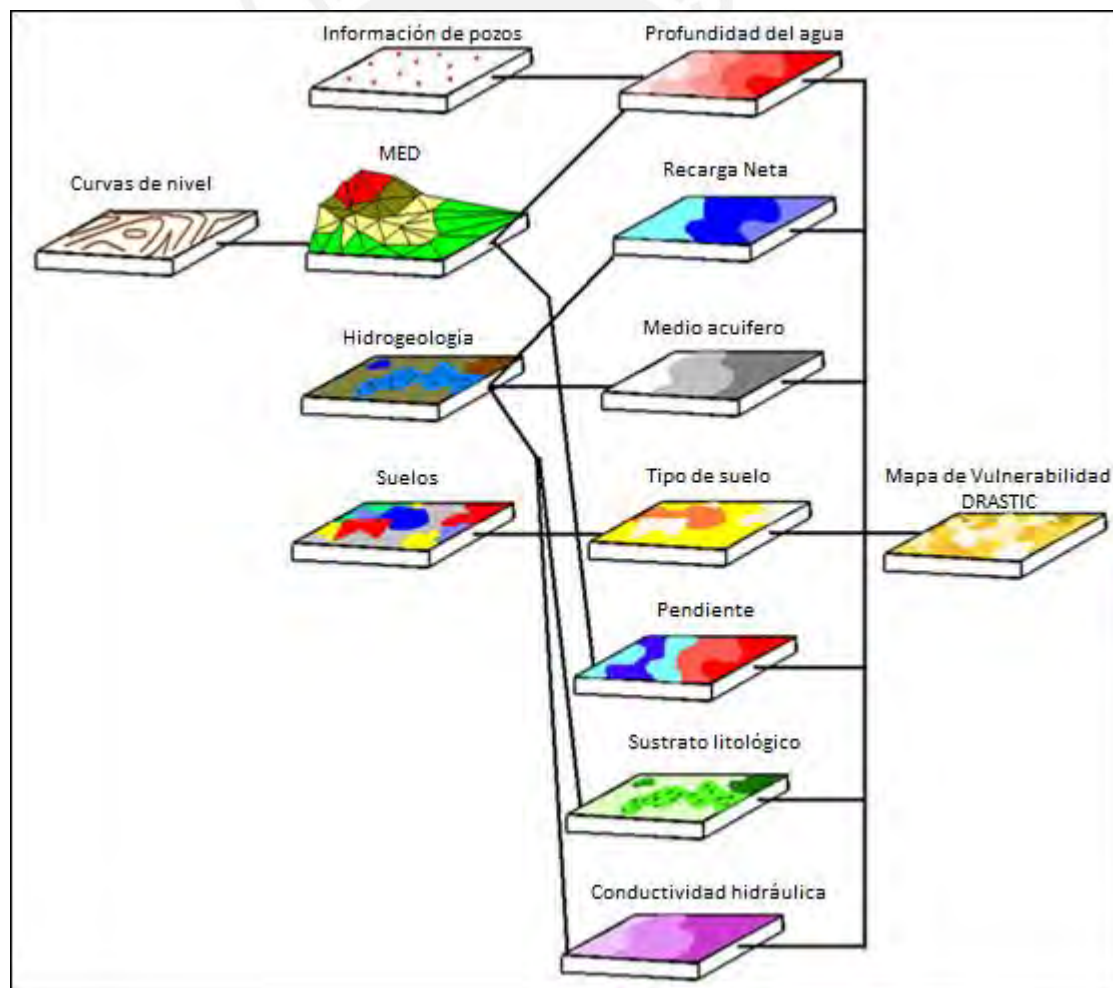 Información de pozos
Profundidad del agua
MED
Recarga Neta
Curvas de nivel
Hidrogeología
Medio acuifero
Suelos
Tipo de suelo
Mapa de Vulnerabilidad
DRASTIC
Pendiente
Sustrato litológico
Conductividad hidráulica